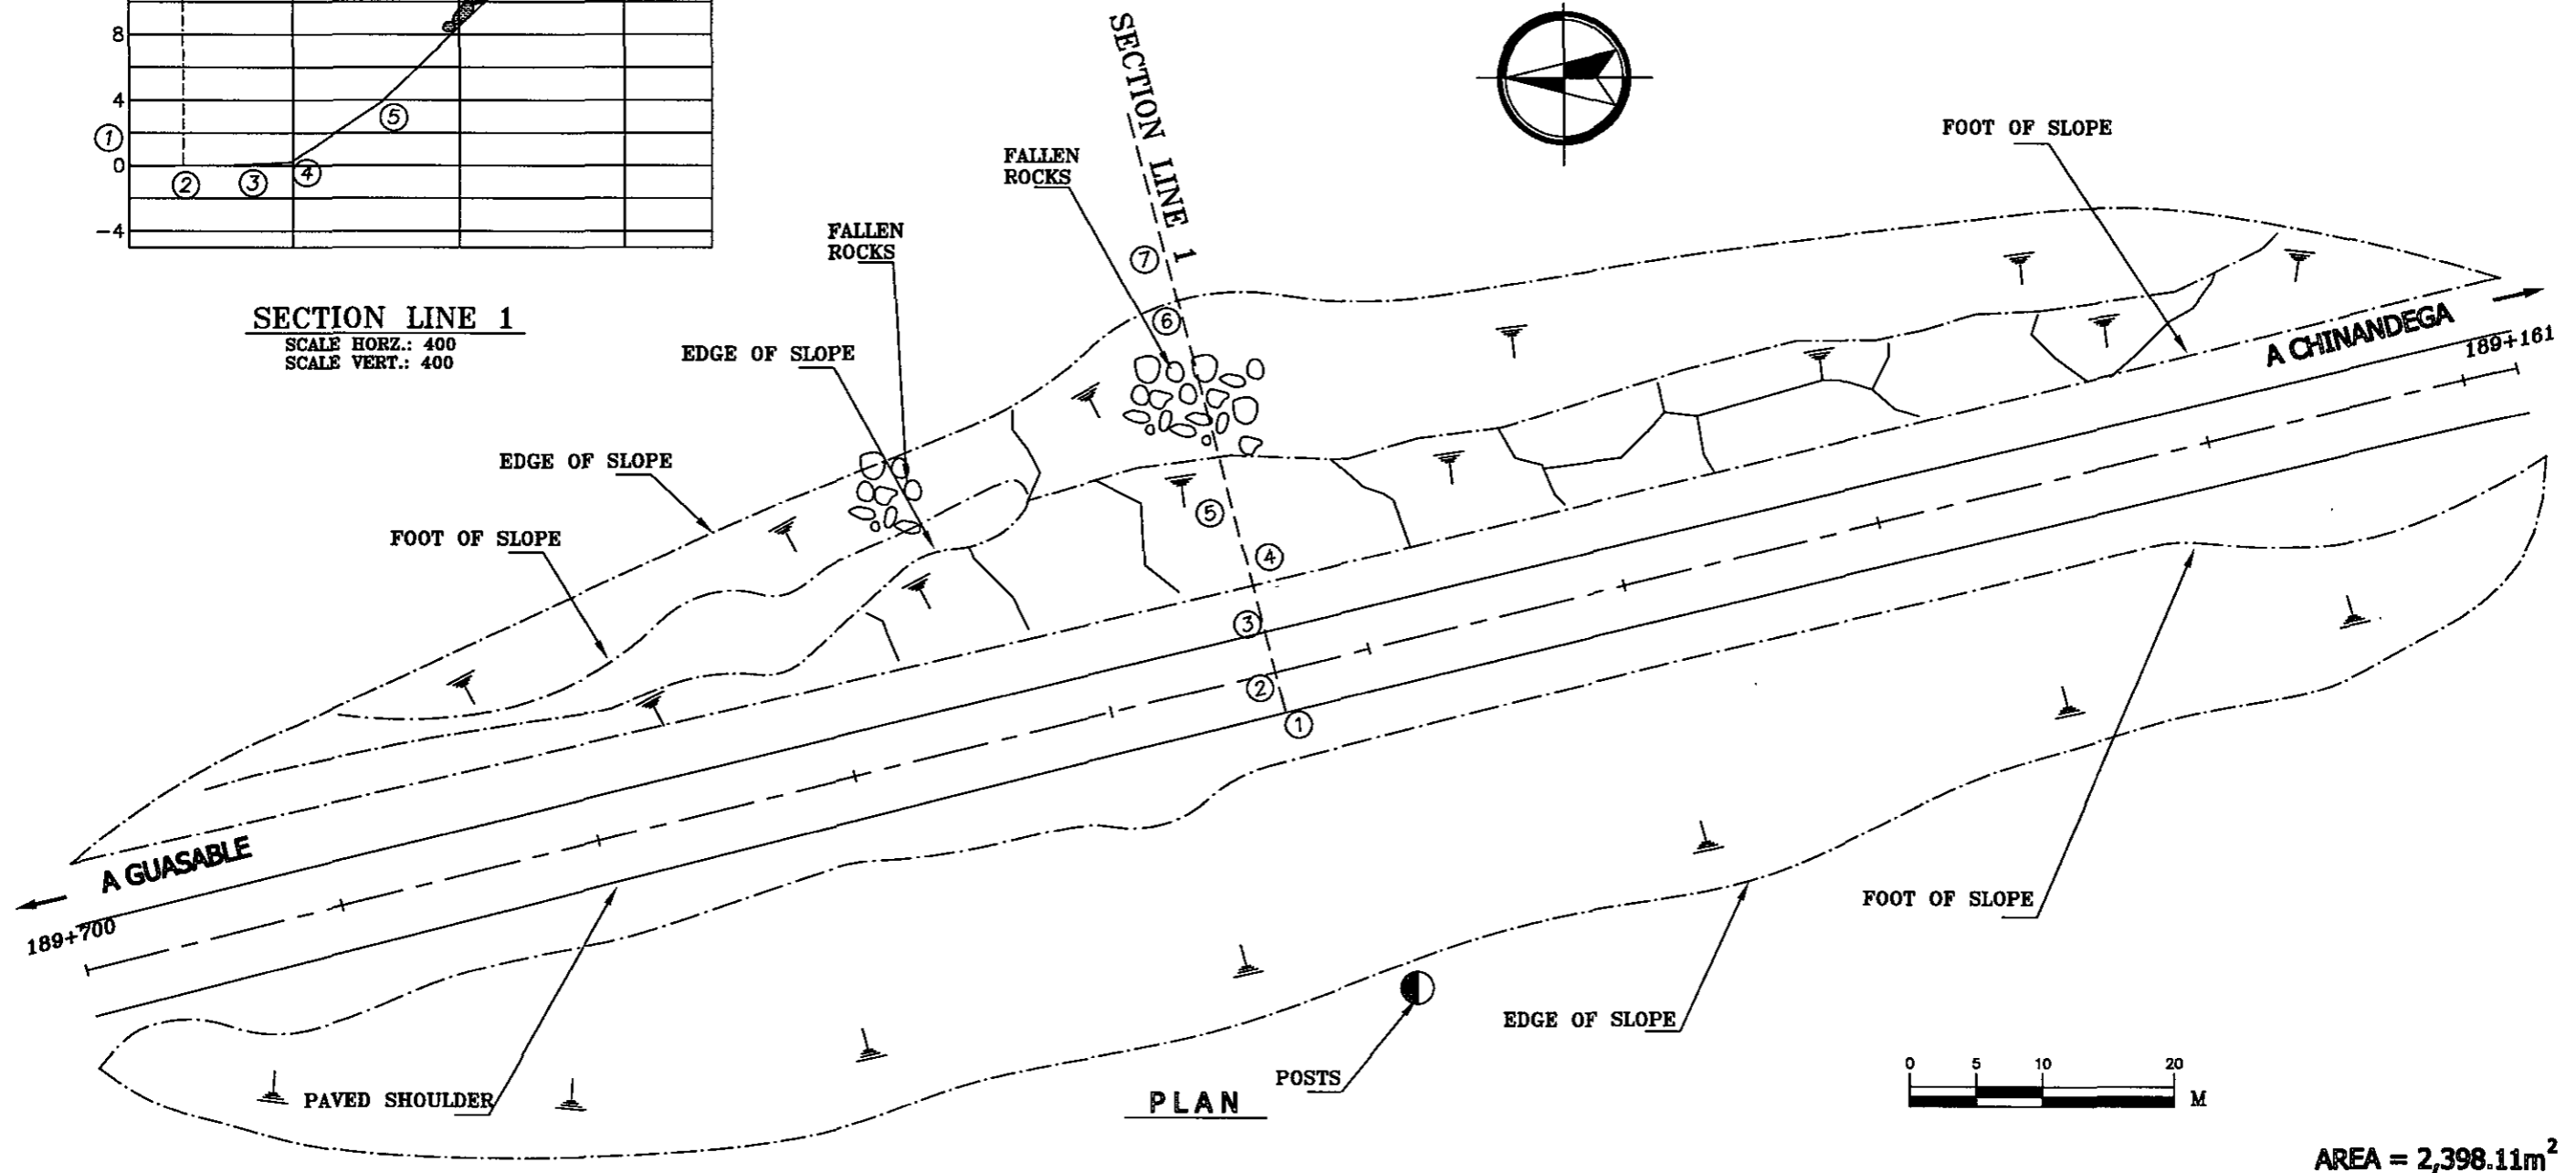 8
4
①
⑤
0
②
③
④
-4
SECTION LINE 1
SCALE HORZ.: 400
SCALE VERT.: 400
SECTION LINE 1
FALLEN
ROCKS
FALLEN
ROCKS
FOOT OF SLOPE
⑦
⑥
EDGE OF SLOPE
EDGE OF SLOPE
FOOT OF SLOPE
A CHINANDEGA
189+161
⑤
④
③
②
①
A GUASABLE
189+700
PAVED SHOULDER
POSTS
EDGE OF SLOPE
FOOT OF SLOPE
PLAN
0 5 10 20
M
AREA = 2,398.11m²